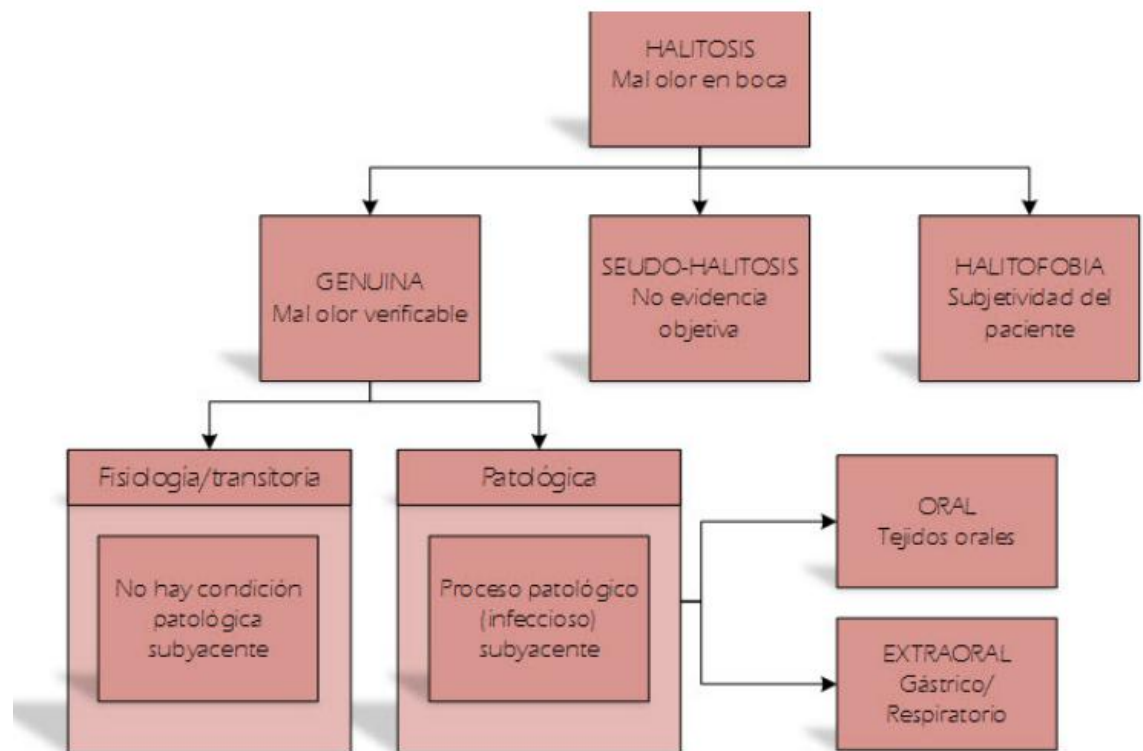 HALITOSIS
Mal olor en boca
GENUINA
Mal olor verificable
SEUDO-HALITOSIS
No evidencia
objetiva
HALITOFOBIA
Subjetividad del
paciente
Fisiología/transitoria
No hay condición
patológica
subyacente
Patológica
Proceso patológico
(infeccioso)
subyacente
ORAL
Tejidos orales
EXTRAORAL
Gástrico/
Respiratorio